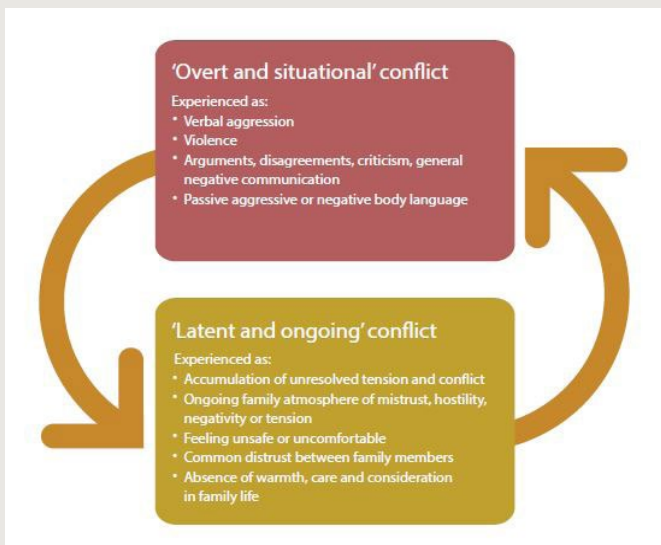 ‘Overt and situational’ conflict
Experienced as:
* Verbal aggression
* Violence
* Arguments, disagreements, criticism, general
negative communication
* Passive aggressive or negative body language
‘Latent and ongoing’ conflict
Experienced as:
* Accumulation of unresolved tension and conflict
* Ongoing family atmosphere of mistrust, hostility,
negativity or tension
* Feeling unsafe or uncomfortable
* Common distrust between family members
* Absence of warmth, care and consideration
in family life